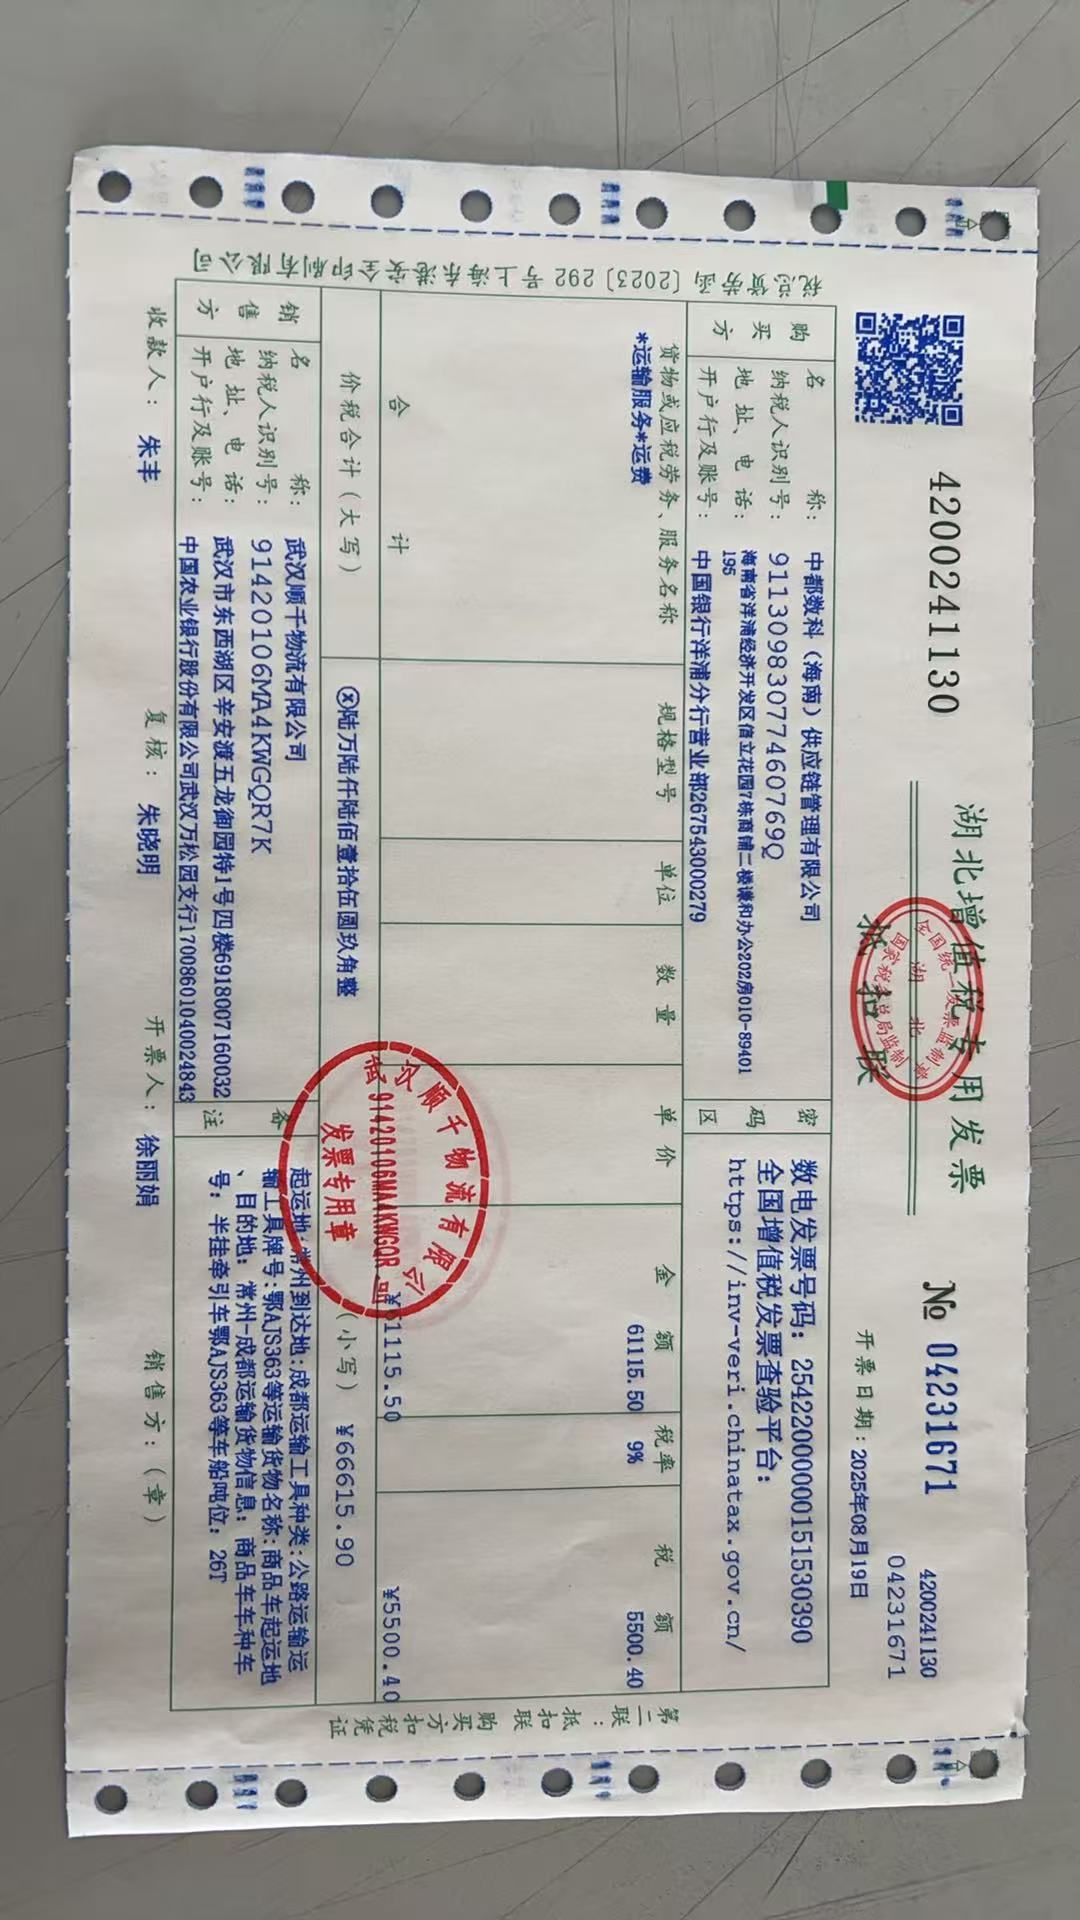 4200241130
湖北增值税专用发票
№ 04231671
4200241130
04231671
抵扣联
全国统一发票监制章
湖北
国家税务总局监制
开票日期：2025年08月19日
税总货劳函〔2023〕292号上海东港安全印刷有限公司
购买方
名称：中都数科（海南）供应链管理有限公司
纳税人识别号：91130983077460769Q
地址、电话：海南省洋浦经济开发区信立花园7栋商铺二楼谦和办公202房010-89401
195
开户行及账号：中国银行洋浦分行营业部267543000279
密码区
数电发票号码：25422000000151530390
全国增值税发票查验平台：
https://inv-veri.chinatax.gov.cn/
货物或应税劳务、服务名称 规格型号 单位 数量 单价 金额 税率 税额
*运输服务*运费 61115.50 9% 5500.40
合计 ¥61115.50 ¥5500.40
价税合计（大写） ⓧ陆万陆仟陆佰壹拾伍圆玖角整 （小写） ¥66615.90
销售方
名称：武汉顺千物流有限公司
纳税人识别号：91420106MA4KWGQR7K
地址、电话：武汉市东西湖区辛安渡五龙御园特1号四楼69180071600​32
开户行及账号：中国农业银行股份有限公司武汉万松园支行17008601040024843
备注
起运地:常州到达地:成都运输工具种类:公路运输运
输工具牌号:鄂AJS363等运输货物名称:商品车起运地
、目的地：常州-成都运输货物信息：商品车车种车
号：半挂牵引车鄂AJS363等车船吨位：26T
武汉顺千物流有限公司
91420106MA4KWGQR
发票专用章
收款人：朱丰
复核：朱晓明
开票人：徐丽娟
销售方：（章）
第二联：抵扣联 购买方扣税凭证